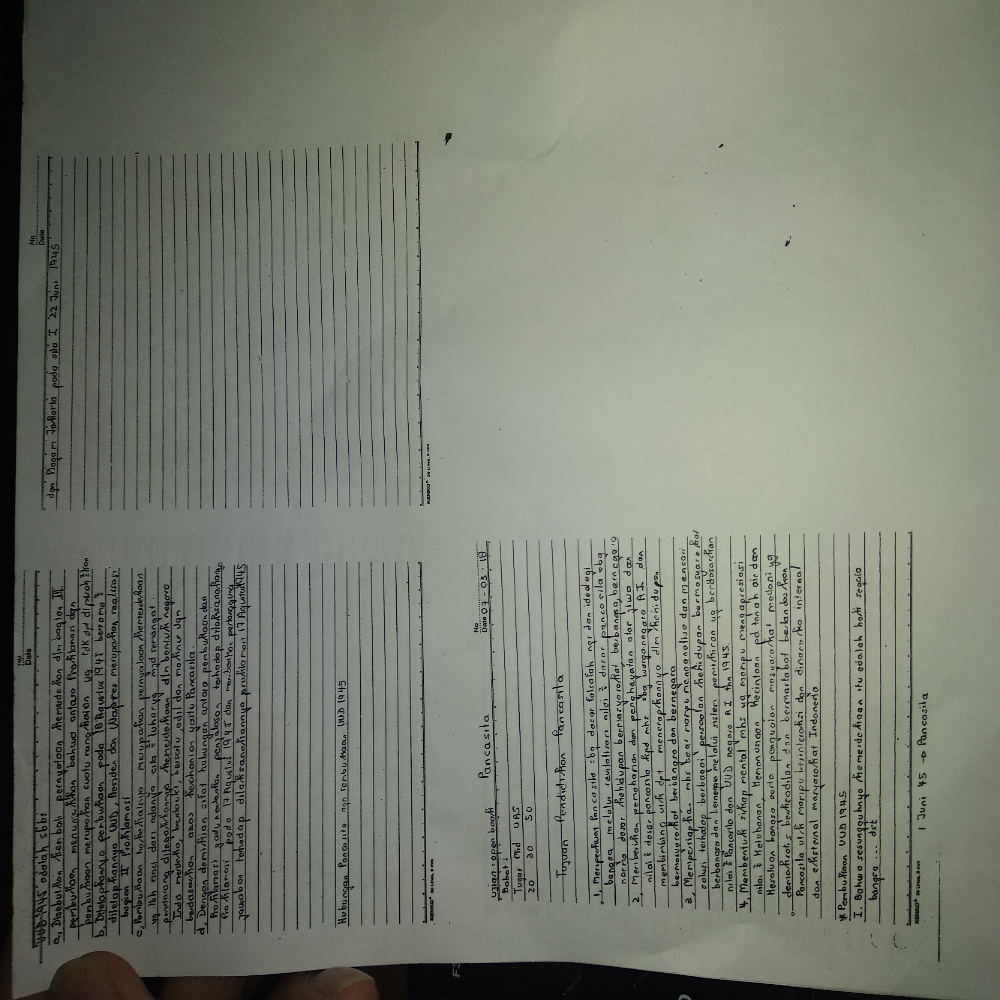 UUD 1945 adalah sbb:
a, Disebutkan kembali pernyataan kemerdekaan dlm bagian III
pembukaan menunjukkan bahwa antara Proklamasi dgn
pembukaan merupakan suatu rangkaian yg tdk dpt dipisahkan
b, Ditetapkannya pembukaan pada 18 Agustus 1945 bersama2
ditetapkannya UUD, Presiden dan Wapres merupakan realisasi
bagian II Proklamasi
c, Pembukaan hakikatnya merupakan pernyataan kemerdekaan
yg lbh rinci dari adanya cita2 luhur yg mjd semangat
pendorong ditegakkannya kemerdekaan dlm bentuk negara
Indo merdeka, berdaulat, bersatu adil dan makmur dgn
berdasarkan asas kerohanian yaitu Pancasila.
d, Dengan demikian sifat hubungan antara pembukaan dan
Proklamasi yaitu memberikan penjelasan terhadap dilaksanakannya
Proklamasi pada 17 Agustus 1945 dan memberikan pertanggung
jawaban terhadap dilaksanakannya proklamasi 17 Agustus 1945
Hubungan Pancasila dgn Pembukaan UUD 1945
KENKO
No
Date
dgn Piagam Jakarta pada sila I 22 Juni 1945
KENKO
No
Date 07-03-
Ujian open book Pancasila
Bobot
Tugas Mid UAS
20 30 50
Tujuan Pendidikan Pancasila
1. Memperkuat Pancasila sbg dasar falsafah negara dan ideologi
bangsa melalui revitalisasi nilai2 dasar pancasila sbg
norma dasar kehidupan bermasyarakat berbangsa, bernegara
2 Memberikan pemahaman dan penghayatan atas jiwa dan
nilai2 dasar pancasila kpd mhs sbg warganegara RI dan
membimbing utk dpt menerapkannya dlm kehidupan
bermasyarakat berbangsa dan bernegara
3, Mempersiapkan mhs agar mampu menganalisa dan mencari
solusi terhadap berbagai persoalan kehidupan bermasyarakat
berbangsa dan melalui sistem pemikiran yg berdasarkan
nilai2 Pancasila dan UUD negara R I thn 1945
4, Membentuk sikap mental mhs yg mampu mengapresiasi
nilai2 ketuhanan, kemanusiaan, kecintaan pd tanah air dan
kesatuan bangsa serta penguatan masyarakat madani yg
demokratis berkeadilan dan bermartabat berlandaskan
Pancasila utk mampu berinteraksi dgn dinamika internal
dan eksternal masyarakat Indonesia
* Pembukaan UUD 1945
I. Bahwa sesungguhnya kemerdekaan itu adalah hak segala
bangsa ... dst
KENKO
1 Juni 45 → Pancasila